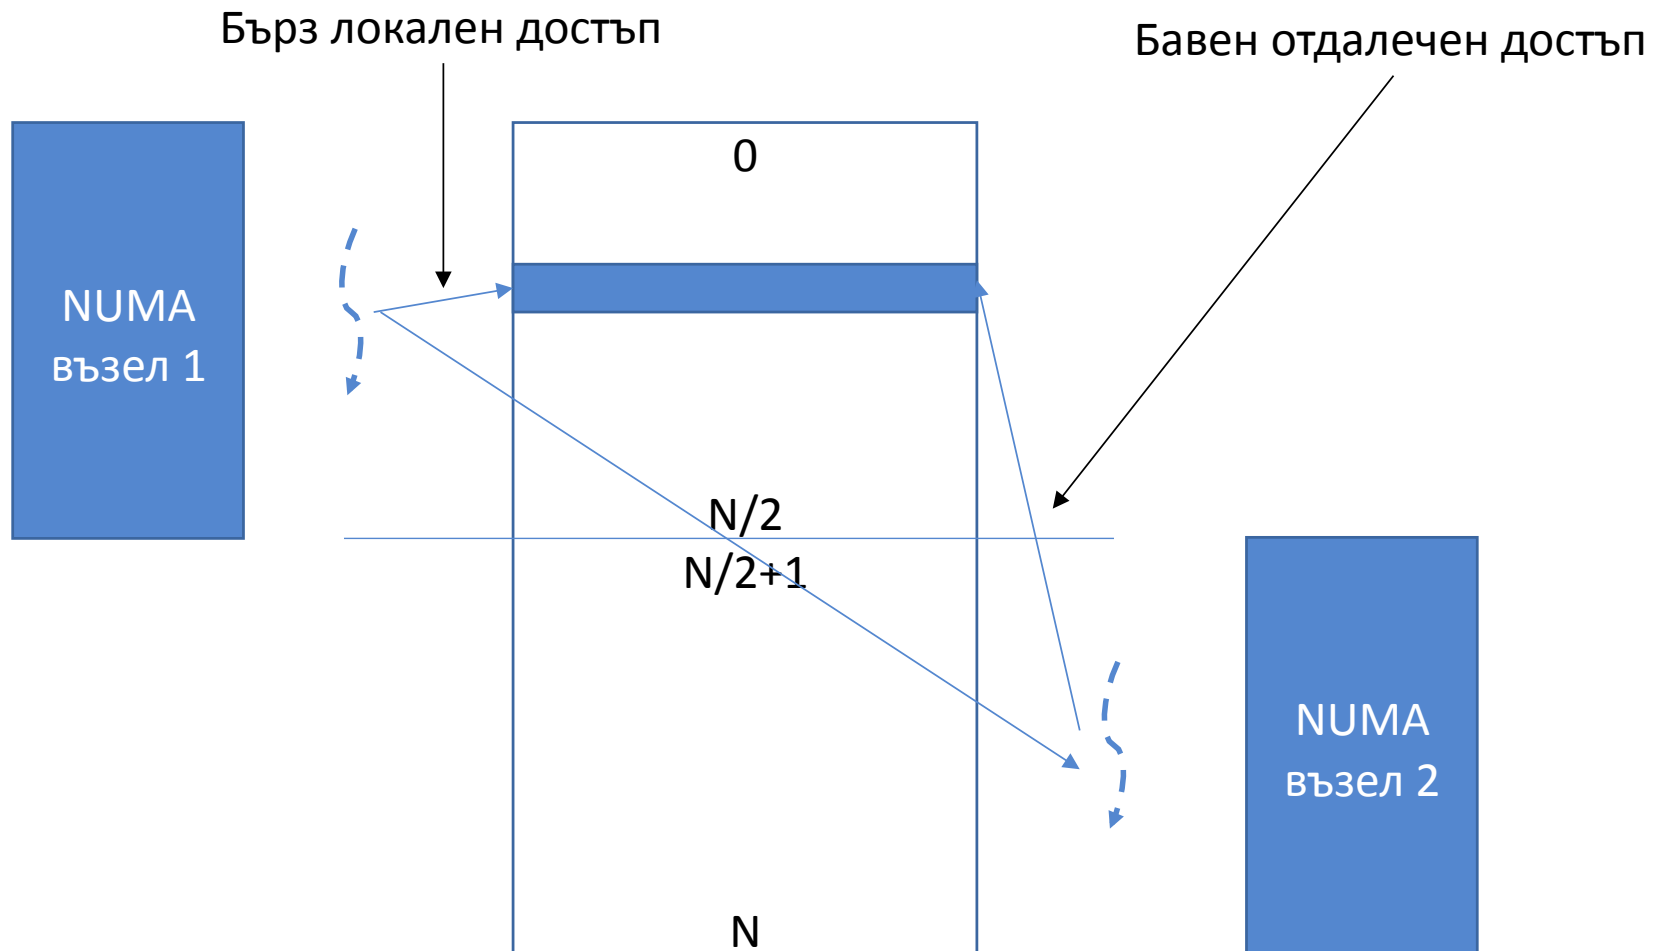 Бърз локален достъп
Бавен отдалечен достъп
0
NUMA
възел 1
N/2
N/2+1
NUMA
възел 2
N